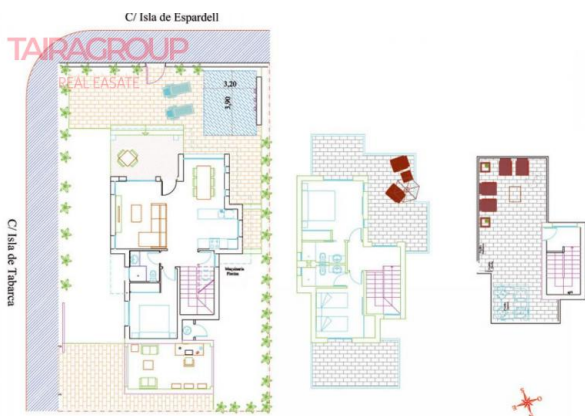 C/ Isla de Espardell
TAIRAGROUP
REAL EASATE
3,20
3,90
C/ Isla de Tabarca
Maquinaria
Piscina